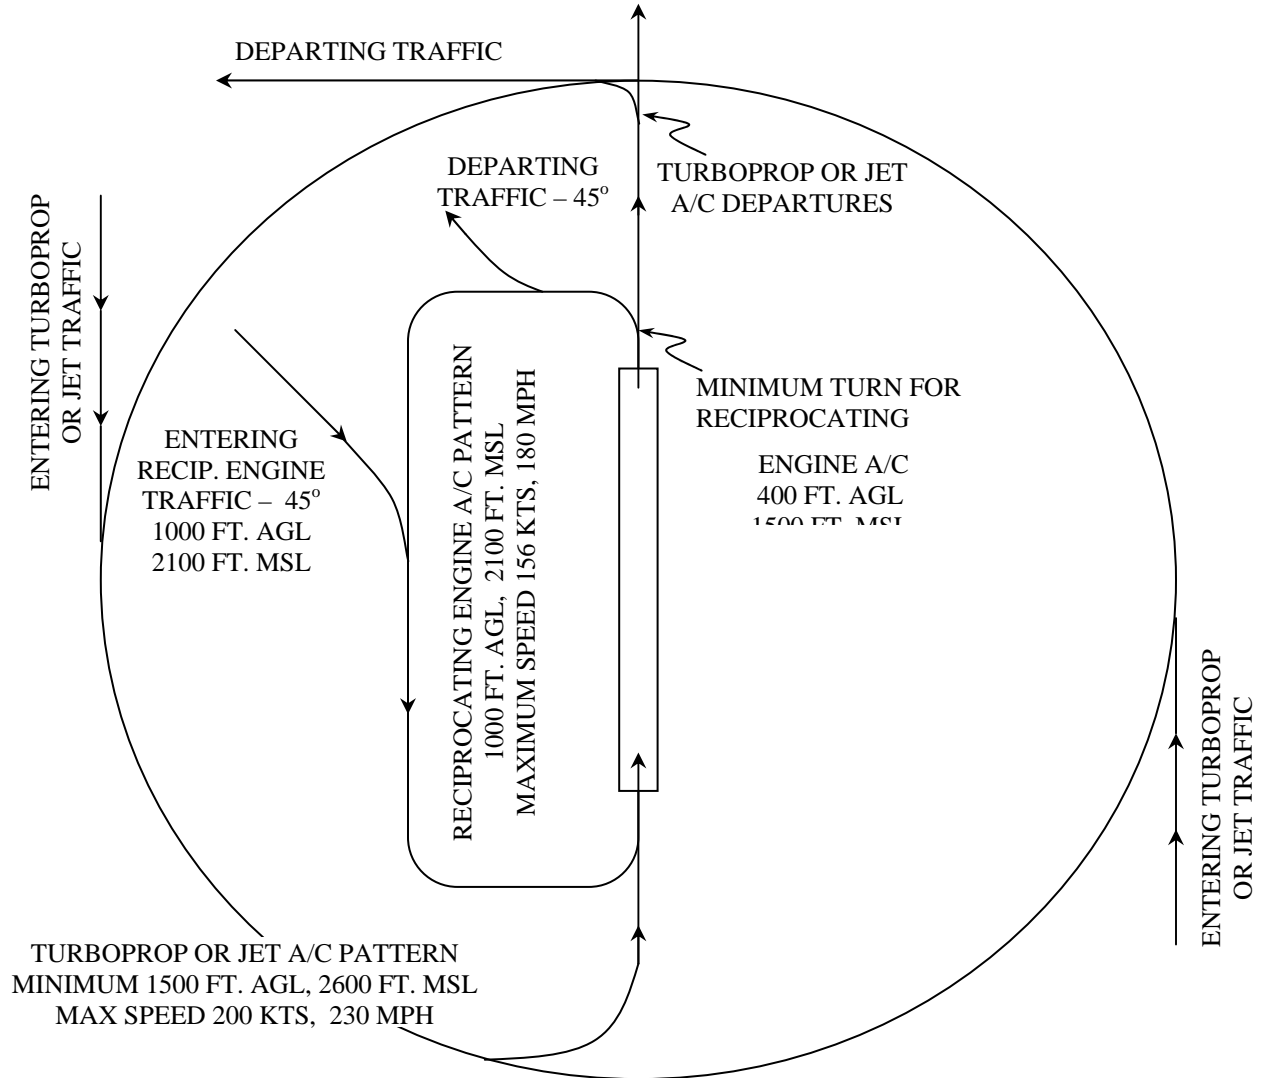 DEPARTING TRAFFIC
DEPARTING
TRAFFIC – 45°
TURBOPROP OR JET
A/C DEPARTURES
ENTERING TURBOPROP
OR JET TRAFFIC
MINIMUM TURN FOR
RECIPROCATING
ENGINE A/C
400 FT. AGL
1500 FT. MSL
ENTERING
RECIP. ENGINE
TRAFFIC – 45°
1000 FT. AGL
2100 FT. MSL
RECIPROCATING ENGINE A/C PATTERN
1000 FT. AGL, 2100 FT. MSL
MAXIMUM SPEED 156 KTS, 180 MPH
ENTERING TURBOPROP
OR JET TRAFFIC
TURBOPROP OR JET A/C PATTERN
MINIMUM 1500 FT. AGL, 2600 FT. MSL
MAX SPEED 200 KTS, 230 MPH